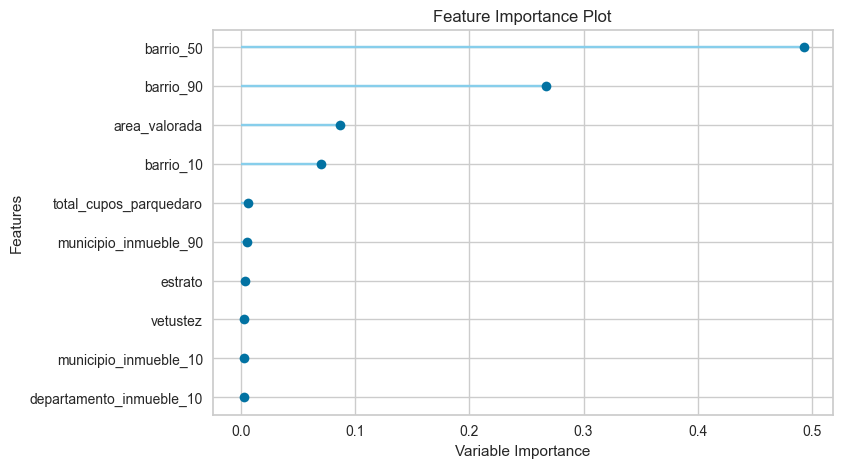 Feature Importance Plot
Features
barrio_50
barrio_90
area_valorada
barrio_10
total_cupos_parquedaro
municipio_inmueble_90
estrato
vetustez
municipio_inmueble_10
departamento_inmueble_10
0.0 0.1 0.2 0.3 0.4 0.5
Variable Importance